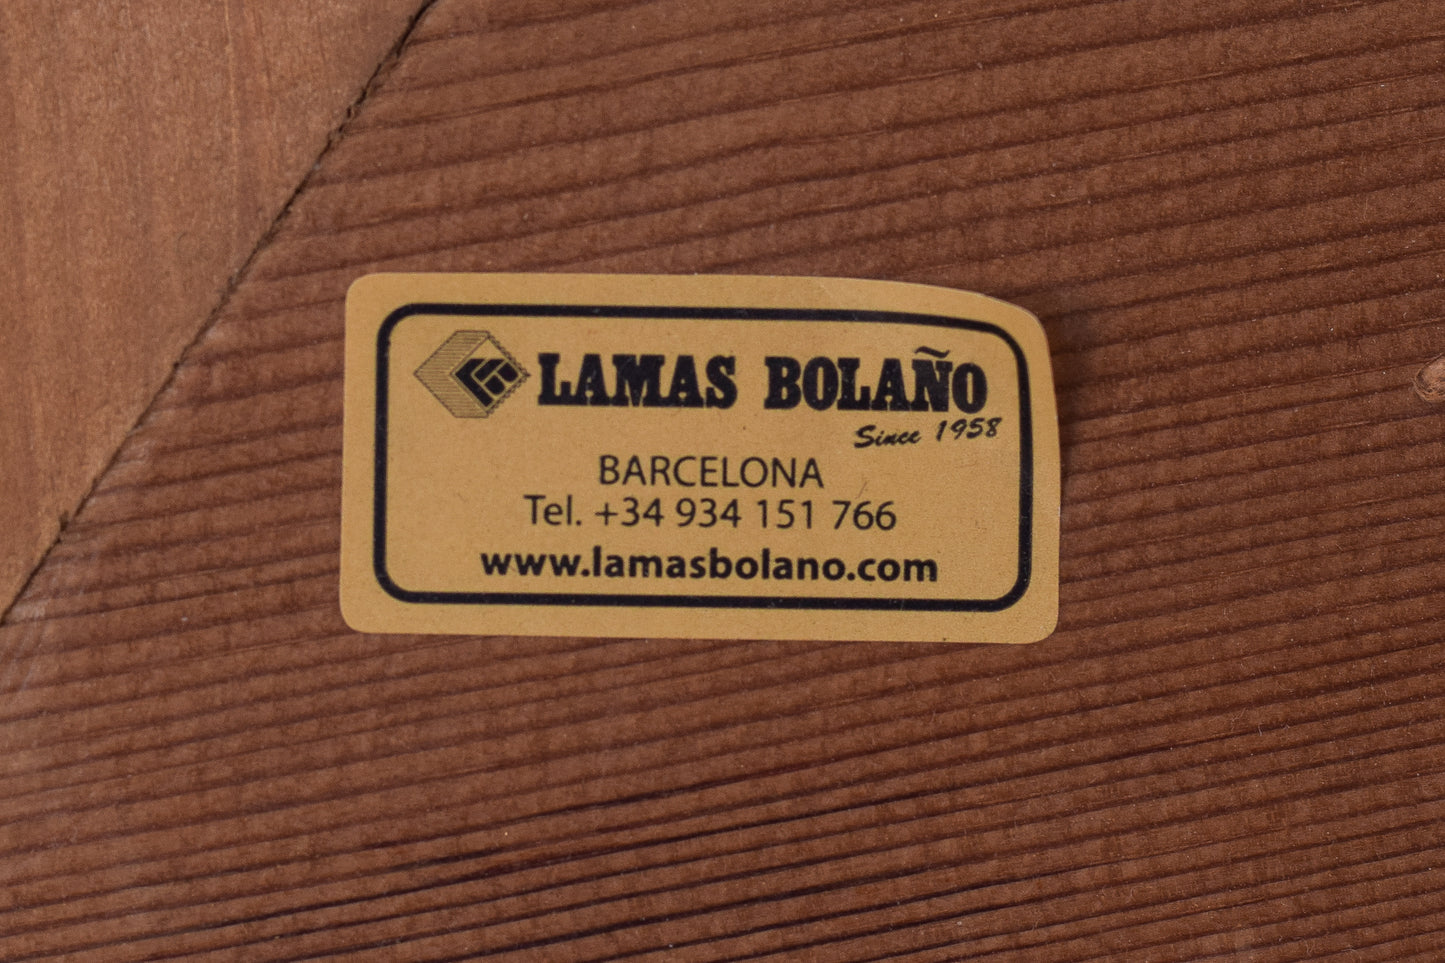 LAMAS BOLAÑO
Since 1958
BARCELONA
Tel. +34 934 151 766
www.lamasbolano.com